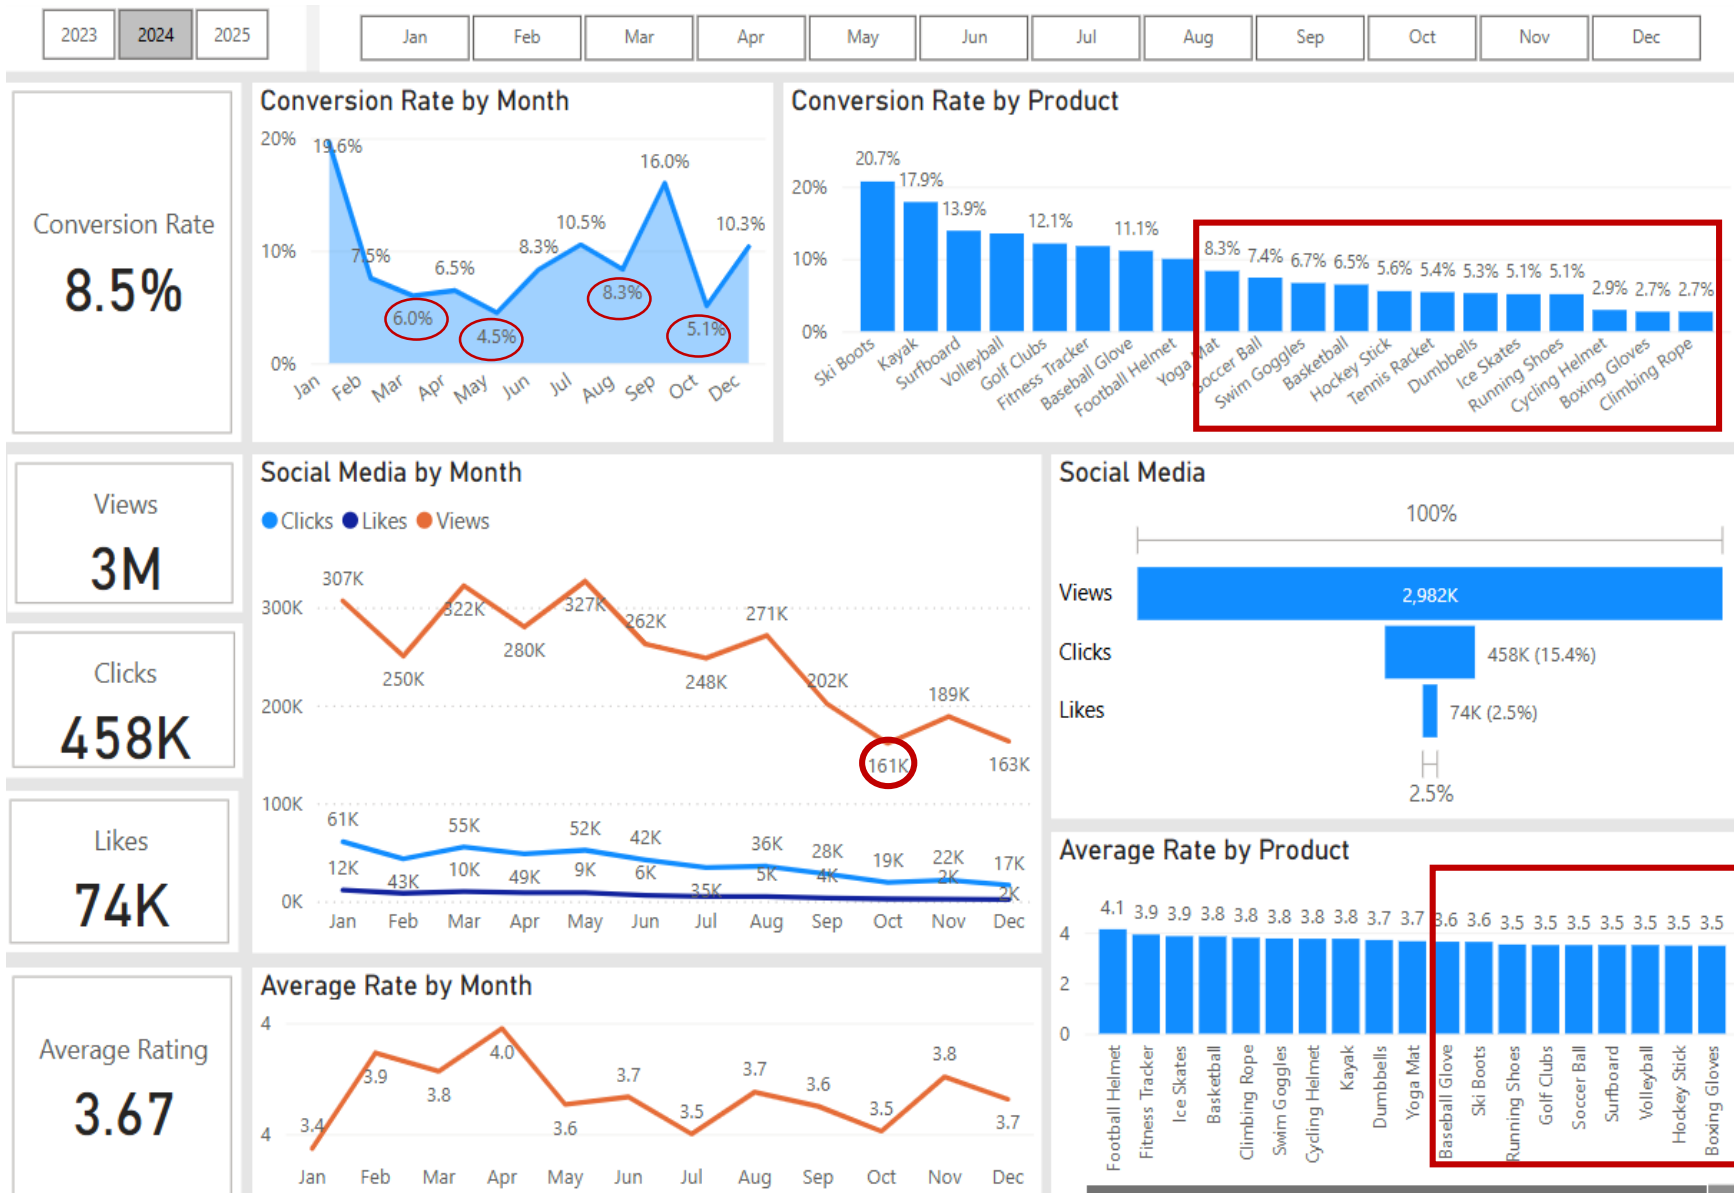 2023 2024 2025 Jan Feb Mar Apr May Jun Jul Aug Sep Oct Nov Dec
Conversion Rate
8.5%
Conversion Rate by Month
20%
10%
0%
19.6% 7.5% 6.0% 6.5% 4.5% 8.3% 10.5% 8.3% 16.0% 5.1% 10.3%
Jan Feb Mar Apr May Jun Jul Aug Sep Oct Dec
Conversion Rate by Product
20%
10%
0%
20.7% 17.9% 13.9% 12.1% 11.1% 8.3% 7.4% 6.7% 6.5% 5.6% 5.4% 5.3% 5.1% 5.1% 2.9% 2.7% 2.7%
Ski Boots Kayak Surfboard Volleyball Golf Clubs Fitness Tracker Baseball Glove Football Helmet Yoga Mat Soccer Ball Swim Goggles Basketball Hockey Stick Tennis Racket Dumbbells Ice Skates Running Shoes Cycling Helmet Boxing Gloves Climbing Rope
Views
3M
Clicks
458K
Likes
74K
Average Rating
3.67
Social Media by Month
Clicks Likes Views
300K
200K
100K
0K
307K 250K 322K 280K 327K 262K 248K 271K 202K 161K 189K 163K
61K 43K 55K 49K 52K 42K 35K 36K 28K 19K 22K 17K
12K 10K 9K 6K 5K 4K 2K 2K
Jan Feb Mar Apr May Jun Jul Aug Sep Oct Nov Dec
Social Media
100%
Views 2,982K
Clicks 458K (15.4%)
Likes 74K (2.5%)
2.5%
Average Rate by Month
4
4
3.4 3.9 3.8 4.0 3.6 3.7 3.5 3.7 3.6 3.5 3.8 3.7
Jan Feb Mar Apr May Jun Jul Aug Sep Oct Nov Dec
Average Rate by Product
4
2
0
4.1 3.9 3.9 3.8 3.8 3.8 3.8 3.8 3.7 3.7 3.6 3.6 3.5 3.5 3.5 3.5 3.5 3.5 3.5
Football Helmet Fitness Tracker Ice Skates Basketball Climbing Rope Swim Goggles Cycling Helmet Kayak Dumbbells Yoga Mat Baseball Glove Ski Boots Running Shoes Golf Clubs Soccer Ball Surfboard Volleyball Hockey Stick Boxing Gloves